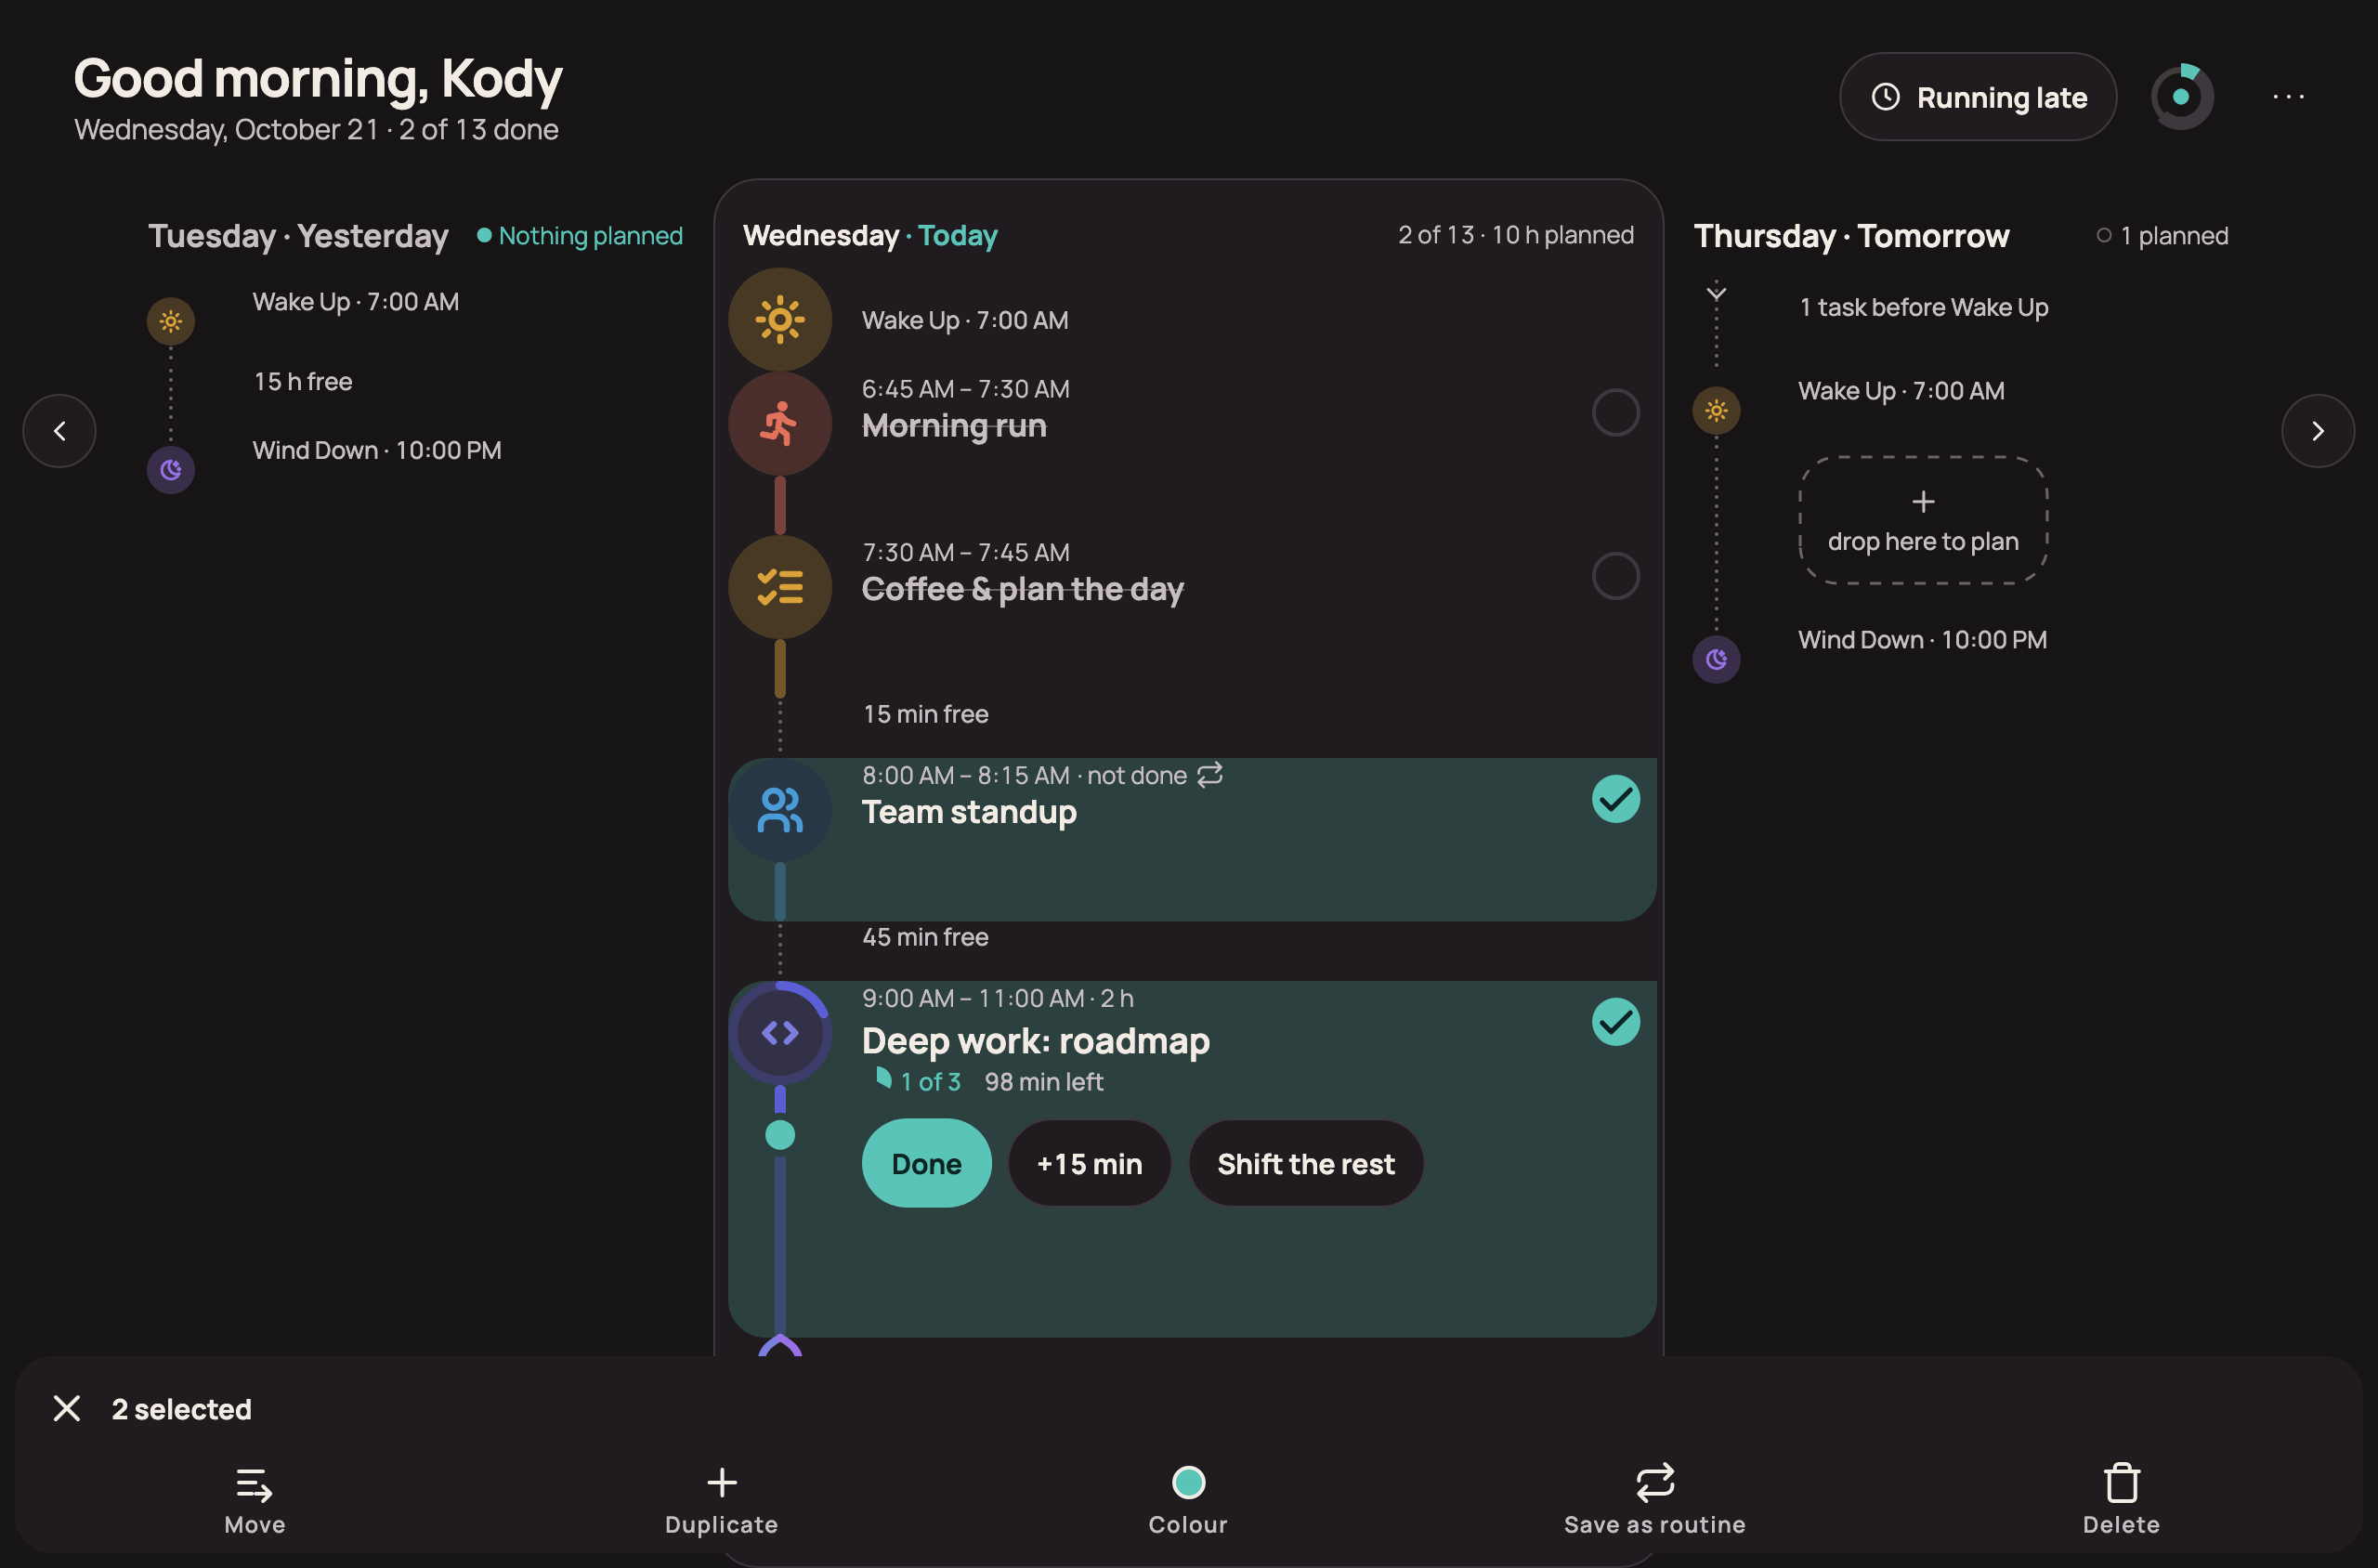 Good morning, Kody
Wednesday, October 21 · 2 of 13 done
Running late
Tuesday · Yesterday
Nothing planned
Wake Up · 7:00 AM
15 h free
Wind Down · 10:00 PM
Wednesday · Today
2 of 13 · 10 h planned
Wake Up · 7:00 AM
6:45 AM – 7:30 AM
Morning run
7:30 AM – 7:45 AM
Coffee & plan the day
15 min free
8:00 AM – 8:15 AM · not done
Team standup
45 min free
9:00 AM – 11:00 AM · 2 h
Deep work: roadmap
1 of 3 98 min left
Done
+15 min
Shift the rest
Thursday · Tomorrow
1 planned
1 task before Wake Up
Wake Up · 7:00 AM
drop here to plan
Wind Down · 10:00 PM
2 selected
Move
Duplicate
Colour
Save as routine
Delete